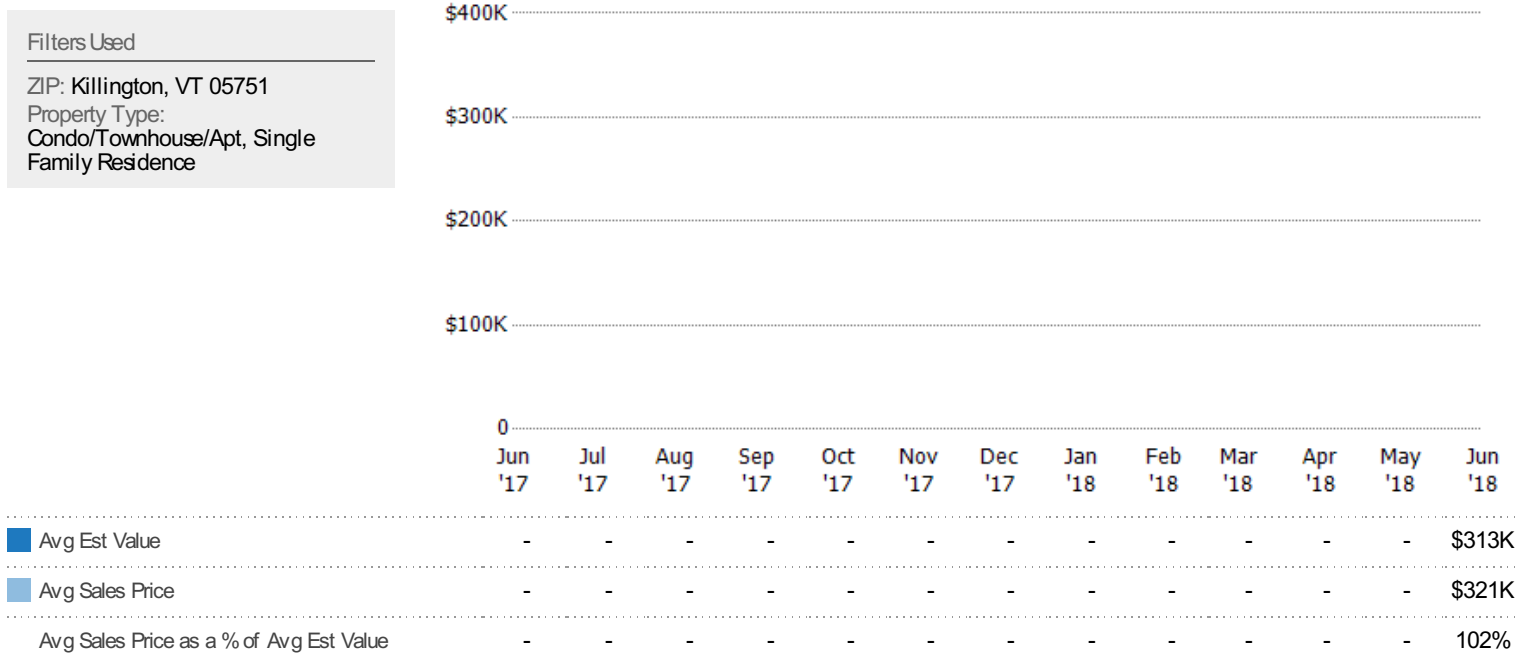 Filters Used
ZIP: Killington, VT 05751
Property Type:
Condo/Townhouse/Apt, Single
Family Residence
$400K
$300K
$200K
$100K
0
Jun Jul Aug Sep Oct Nov Dec Jan Feb Mar Apr May Jun
'17 '17 '17 '17 '17 '17 '17 '18 '18 '18 '18 '18 '18
Avg Est Value - - - - - - - - - - - - $313K
Avg Sales Price - - - - - - - - - - - - $321K
Avg Sales Price as a % of Avg Est Value - - - - - - - - - - - - 102%